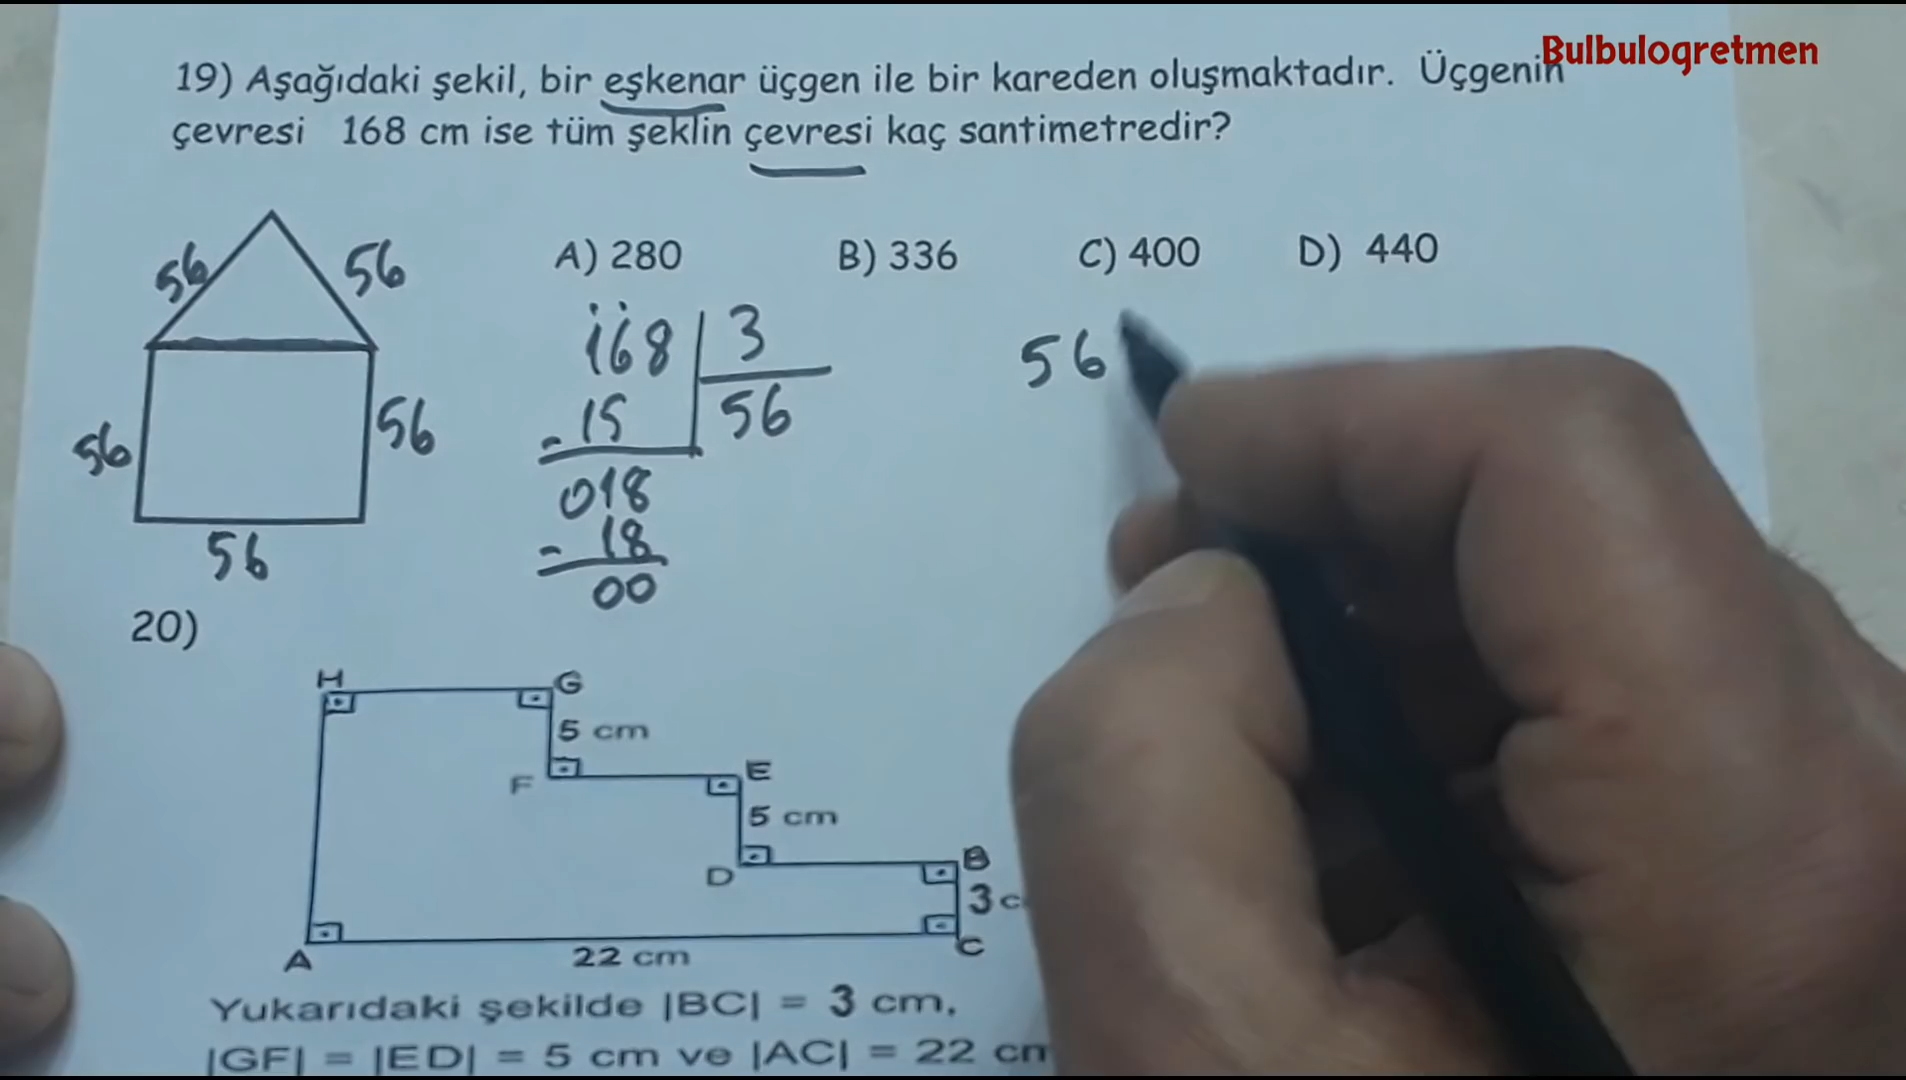 Bulbulogretmen
19) Aşağıdaki şekil, bir eşkenar üçgen ile bir kareden oluşmaktadır. Üçgenin
çevresi 168 cm ise tüm şeklin çevresi kaç santimetredir?
A) 280 B) 336 C) 400 D) 440
56 56
56 56
56
168 3
- 15 56
018
- 18
00
56
20)
H G
5 cm
F E
5 cm
D B
3 c
A 22 cm C
Yukarıdaki şekilde |BC| = 3 cm,
|GF| = |ED| = 5 cm ve |AC| = 22 cm